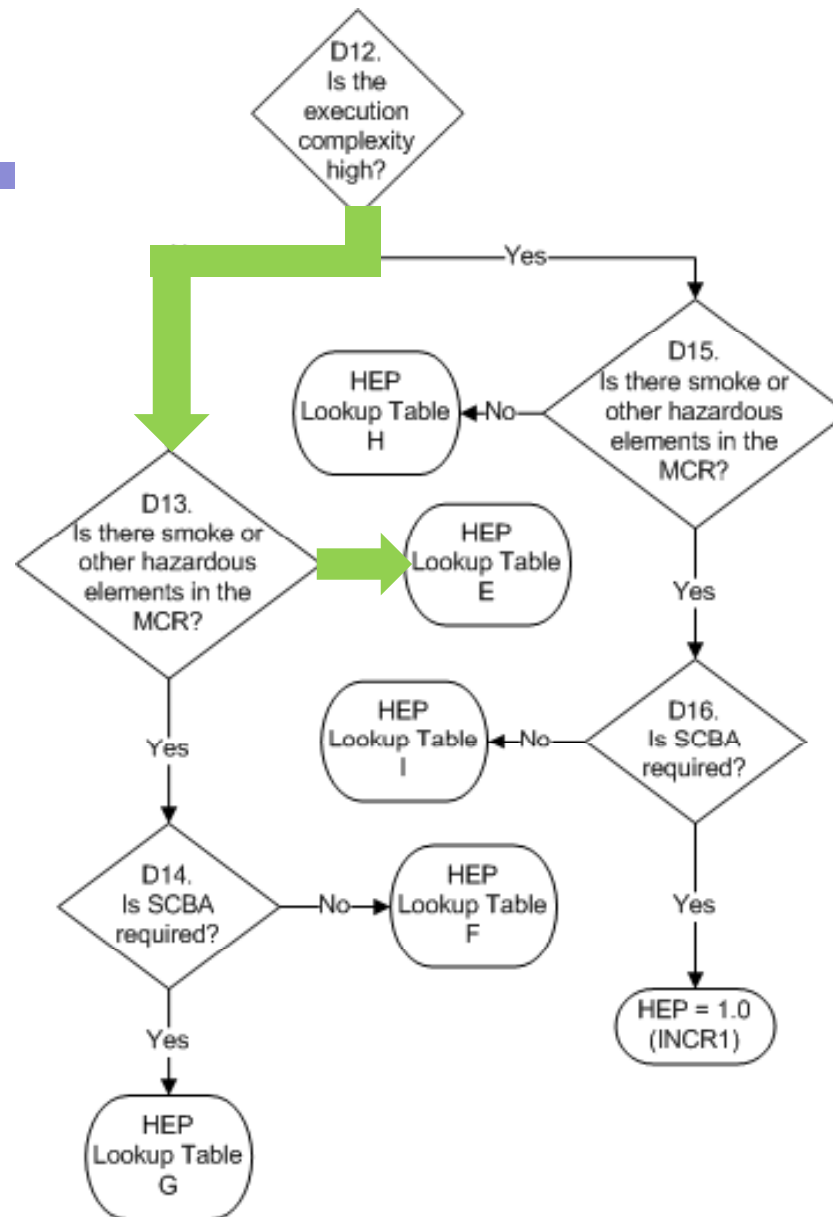 D12.
Is the
execution
complexity
high?
Yes
D15.
Is there smoke or
other hazardous
elements in the
MCR?
No
HEP
Lookup Table
H
D13.
Is there smoke or
other hazardous
elements in the
MCR?
HEP
Lookup Table
E
Yes
D16.
Is SCBA
required?
No
HEP
Lookup Table
I
Yes
D14.
Is SCBA
required?
No
HEP
Lookup Table
F
Yes
HEP = 1.0
(INCR1)
Yes
HEP
Lookup Table
G